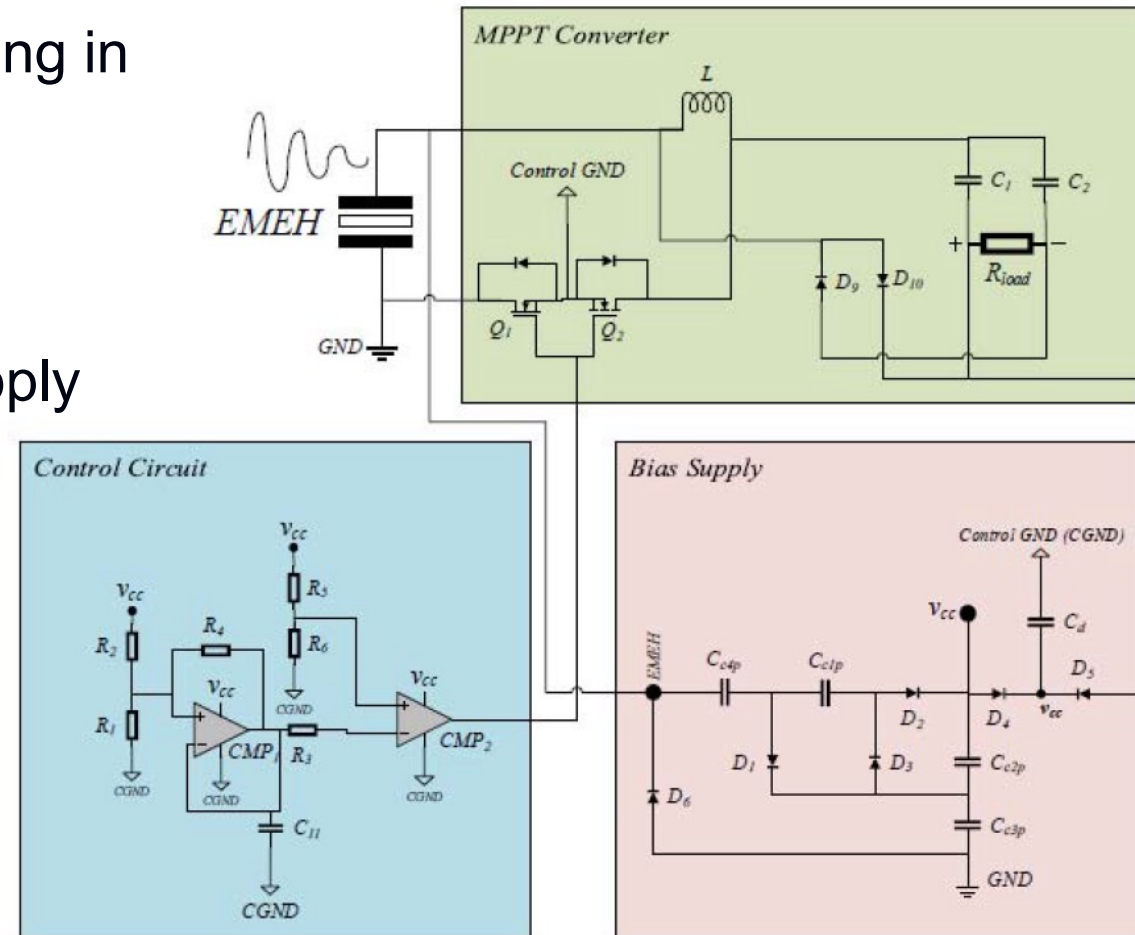 ing in
pply
MPPT Converter
L
Control GND
C1
C2
EMEH
+
−
Rload
D9
D10
Q1
Q2
GND
Control Circuit
vcc
R5
vcc
R6
R2
R4
CGND
vcc
vcc
+
+
R1
−
CMP1
R3
−
CMP2
CGND
CGND
CGND
C11
CGND
Bias Supply
Control GND (CGND)
vcc
Cd
EMEH
Cc4p
Cc1p
D5
D2
D4
vcc
D1
D3
Cc2p
D6
Cc3p
GND